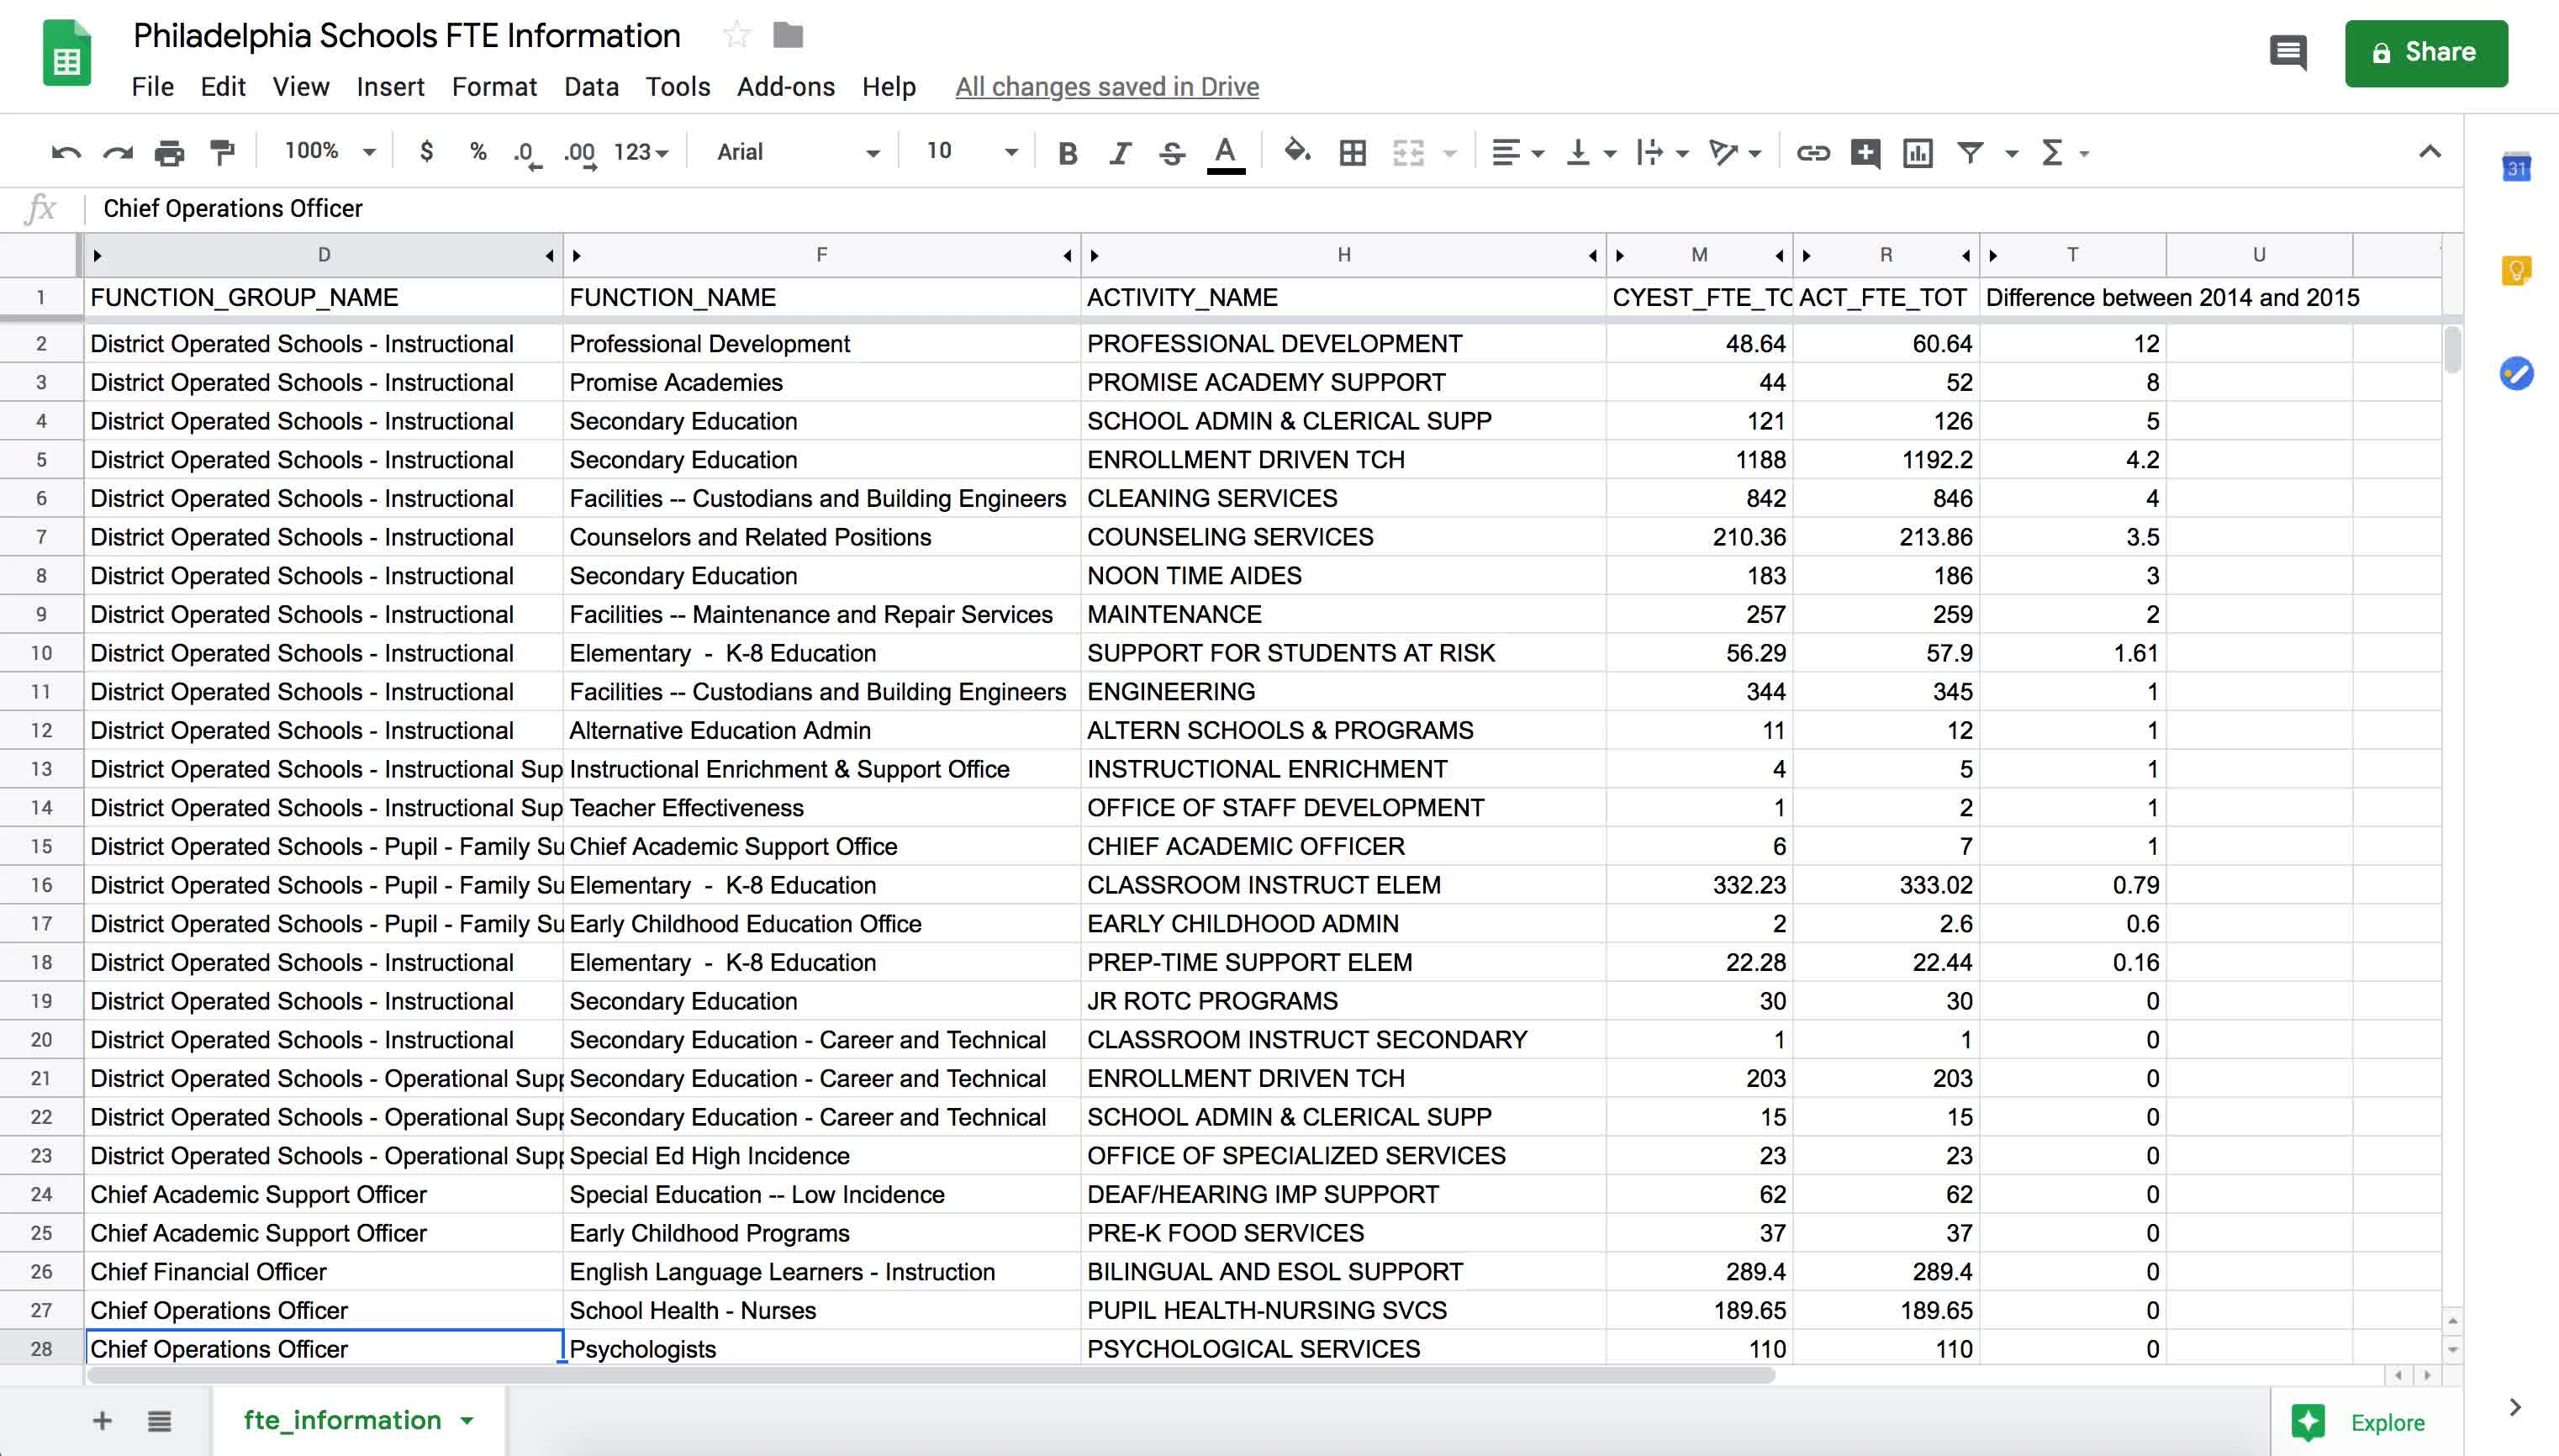 Philadelphia Schools FTE Information
File Edit View Insert Format Data Tools Add-ons Help All changes saved in Drive
Share
100% $ % .0 .00 123 Arial 10 B I S A
31
fx Chief Operations Officer
D F H M R T U
1 FUNCTION_GROUP_NAME FUNCTION_NAME ACTIVITY_NAME CYEST_FTE_TO ACT_FTE_TOT Difference between 2014 and 2015
2 District Operated Schools - Instructional Professional Development PROFESSIONAL DEVELOPMENT 48.64 60.64 12
3 District Operated Schools - Instructional Promise Academies PROMISE ACADEMY SUPPORT 44 52 8
4 District Operated Schools - Instructional Secondary Education SCHOOL ADMIN & CLERICAL SUPP 121 126 5
5 District Operated Schools - Instructional Secondary Education ENROLLMENT DRIVEN TCH 1188 1192.2 4.2
6 District Operated Schools - Instructional Facilities -- Custodians and Building Engineers CLEANING SERVICES 842 846 4
7 District Operated Schools - Instructional Counselors and Related Positions COUNSELING SERVICES 210.36 213.86 3.5
8 District Operated Schools - Instructional Secondary Education NOON TIME AIDES 183 186 3
9 District Operated Schools - Instructional Facilities -- Maintenance and Repair Services MAINTENANCE 257 259 2
10 District Operated Schools - Instructional Elementary - K-8 Education SUPPORT FOR STUDENTS AT RISK 56.29 57.9 1.61
11 District Operated Schools - Instructional Facilities -- Custodians and Building Engineers ENGINEERING 344 345 1
12 District Operated Schools - Instructional Alternative Education Admin ALTERN SCHOOLS & PROGRAMS 11 12 1
13 District Operated Schools - Instructional Sup Instructional Enrichment & Support Office INSTRUCTIONAL ENRICHMENT 4 5 1
14 District Operated Schools - Instructional Sup Teacher Effectiveness OFFICE OF STAFF DEVELOPMENT 1 2 1
15 District Operated Schools - Pupil - Family Su Chief Academic Support Office CHIEF ACADEMIC OFFICER 6 7 1
16 District Operated Schools - Pupil - Family Su Elementary - K-8 Education CLASSROOM INSTRUCT ELEM 332.23 333.02 0.79
17 District Operated Schools - Pupil - Family Su Early Childhood Education Office EARLY CHILDHOOD ADMIN 2 2.6 0.6
18 District Operated Schools - Instructional Elementary - K-8 Education PREP-TIME SUPPORT ELEM 22.28 22.44 0.16
19 District Operated Schools - Instructional Secondary Education JR ROTC PROGRAMS 30 30 0
20 District Operated Schools - Instructional Secondary Education - Career and Technical CLASSROOM INSTRUCT SECONDARY 1 1 0
21 District Operated Schools - Operational Supp Secondary Education - Career and Technical ENROLLMENT DRIVEN TCH 203 203 0
22 District Operated Schools - Operational Supp Secondary Education - Career and Technical SCHOOL ADMIN & CLERICAL SUPP 15 15 0
23 District Operated Schools - Operational Supp Special Ed High Incidence OFFICE OF SPECIALIZED SERVICES 23 23 0
24 Chief Academic Support Officer Special Education -- Low Incidence DEAF/HEARING IMP SUPPORT 62 62 0
25 Chief Academic Support Officer Early Childhood Programs PRE-K FOOD SERVICES 37 37 0
26 Chief Financial Officer English Language Learners - Instruction BILINGUAL AND ESOL SUPPORT 289.4 289.4 0
27 Chief Operations Officer School Health - Nurses PUPIL HEALTH-NURSING SVCS 189.65 189.65 0
28 Chief Operations Officer Psychologists PSYCHOLOGICAL SERVICES 110 110 0
fte_information Explore